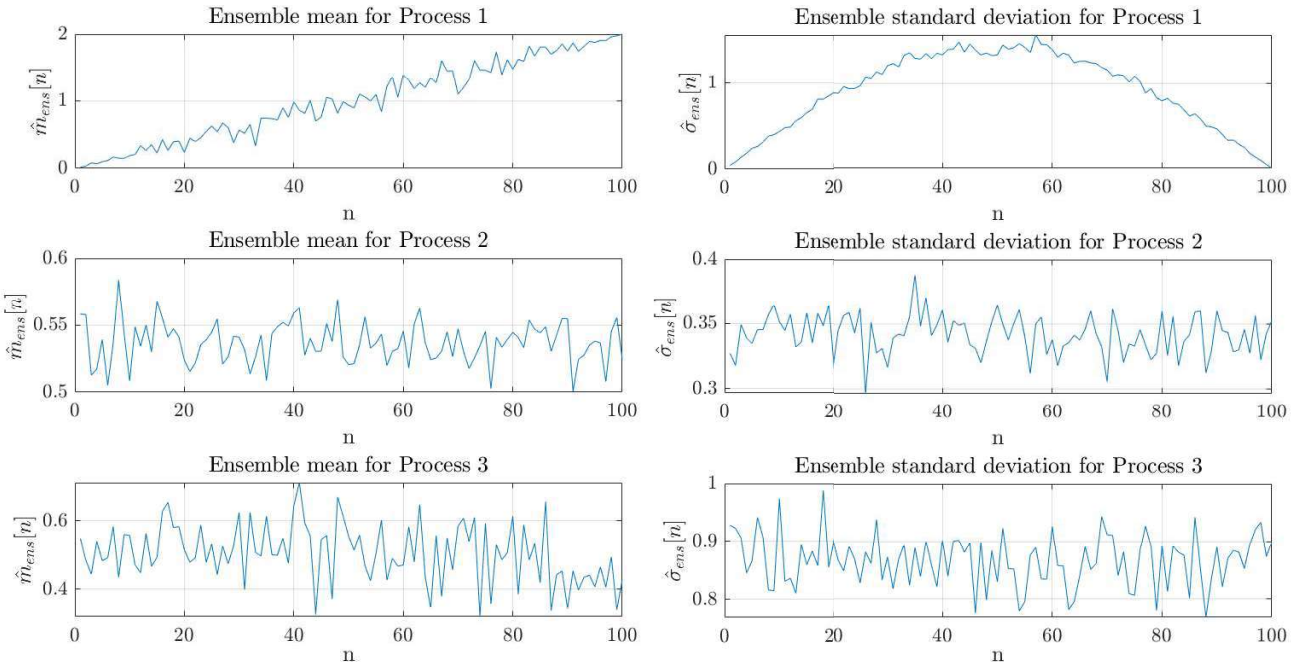 Ensemble mean for Process 1
m̂ens[n]
2
1
0
0 20 40 60 80 100
n
Ensemble standard deviation for Process 1
σ̂ens[n]
1
0
0 20 40 60 80 100
n
Ensemble mean for Process 2
m̂ens[n]
0.6
0.55
0.5
0 20 40 60 80 100
n
Ensemble standard deviation for Process 2
σ̂ens[n]
0.4
0.35
0.3
0 20 40 60 80 100
n
Ensemble mean for Process 3
m̂ens[n]
0.6
0.4
0 20 40 60 80 100
n
Ensemble standard deviation for Process 3
σ̂ens[n]
1
0.9
0.8
0 20 40 60 80 100
n